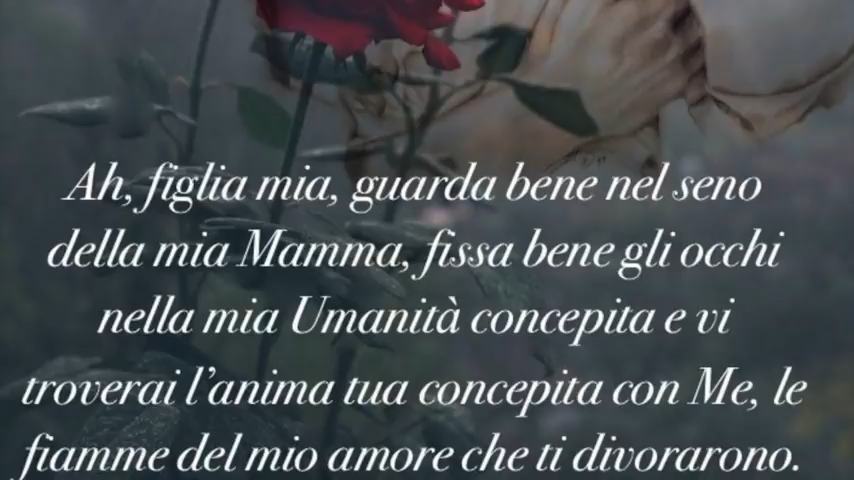 Ah, figlia mia, guarda bene nel seno
della mia Mamma, fissa bene gli occhi
nella mia Umanità concepita e vi
troverai l’anima tua concepita con Me, le
fiamme del mio amore che ti divorarono.